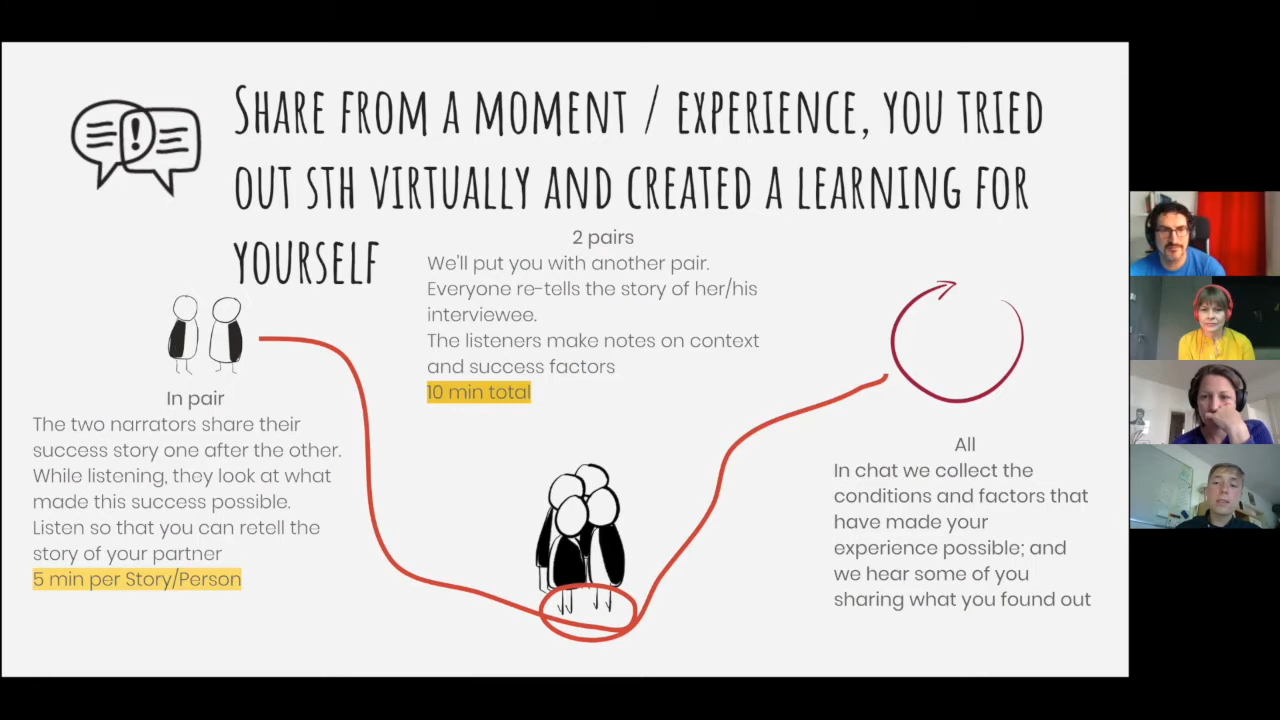 SHARE FROM A MOMENT / EXPERIENCE, YOU TRIED
OUT STH VIRTUALLY AND CREATED A LEARNING FOR
YOURSELF
In pair
The two narrators share their
success story one after the other.
While listening, they look at what
made this success possible.
Listen so that you can retell the
story of your partner
5 min per Story/Person
2 pairs
We'll put you with another pair.
Everyone re-tells the story of her/his
interviewee.
The listeners make notes on context
and success factors
10 min total
All
In chat we collect the
conditions and factors that
have made your
experience possible; and
we hear some of you
sharing what you found out